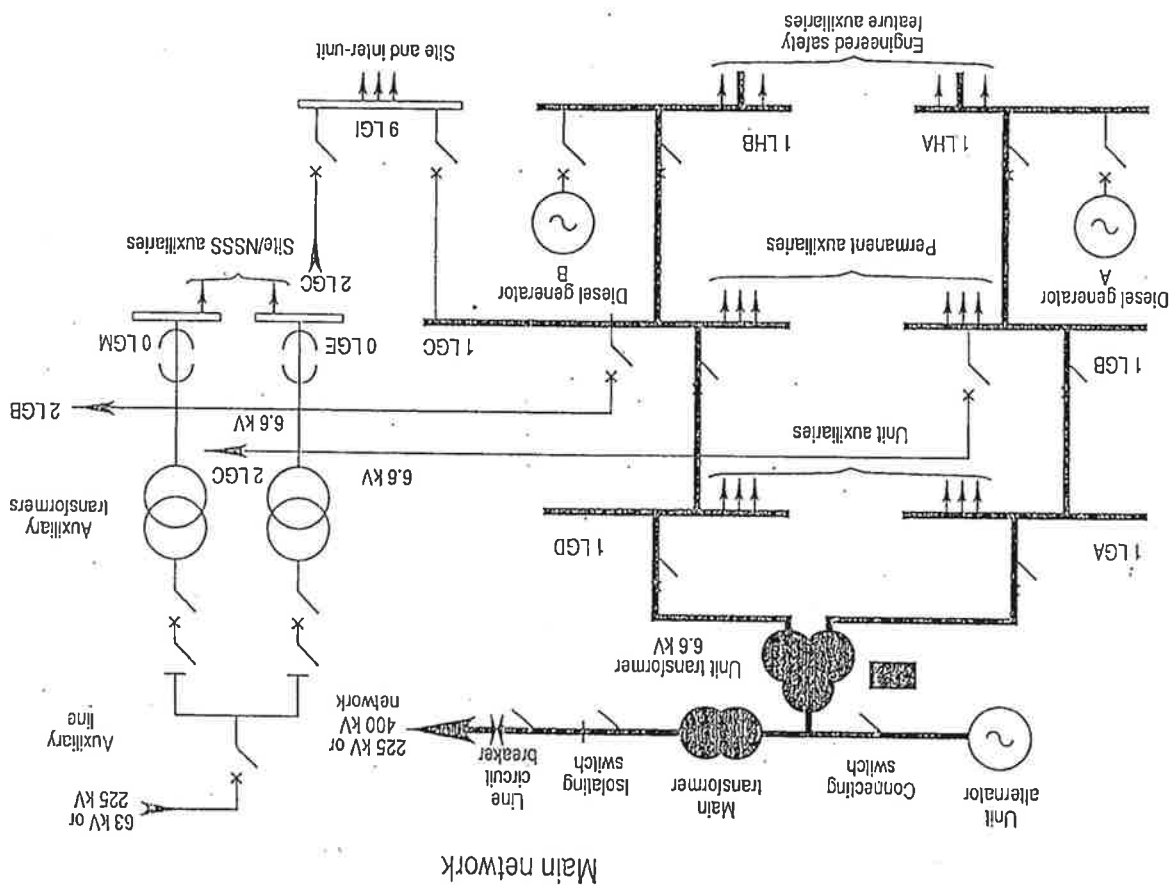 Main network
63 kV or
225 kV
Auxiliary
line
Unit
alternator
Connecting
switch
Main
transformer
Isolating
switch
Line
circuit
breaker
225 kV or
400 kV
network
Unit transformer
6.6 kV
Auxiliary
transformers
1 LGA
1 LGD
Unit auxiliaries
2 LGC
6.6 kV
2 LGB
6.6 kV
0 LGM
0 LGE
1 LGB
1 LGC
Site/NSSS auxiliaries
2 LGC
Permanent auxiliaries
Diesel generator
A
Diesel generator
B
1 LHA
1 LHB
9 LGI
Engineered safety
feature auxiliaries
Site and inter-unit